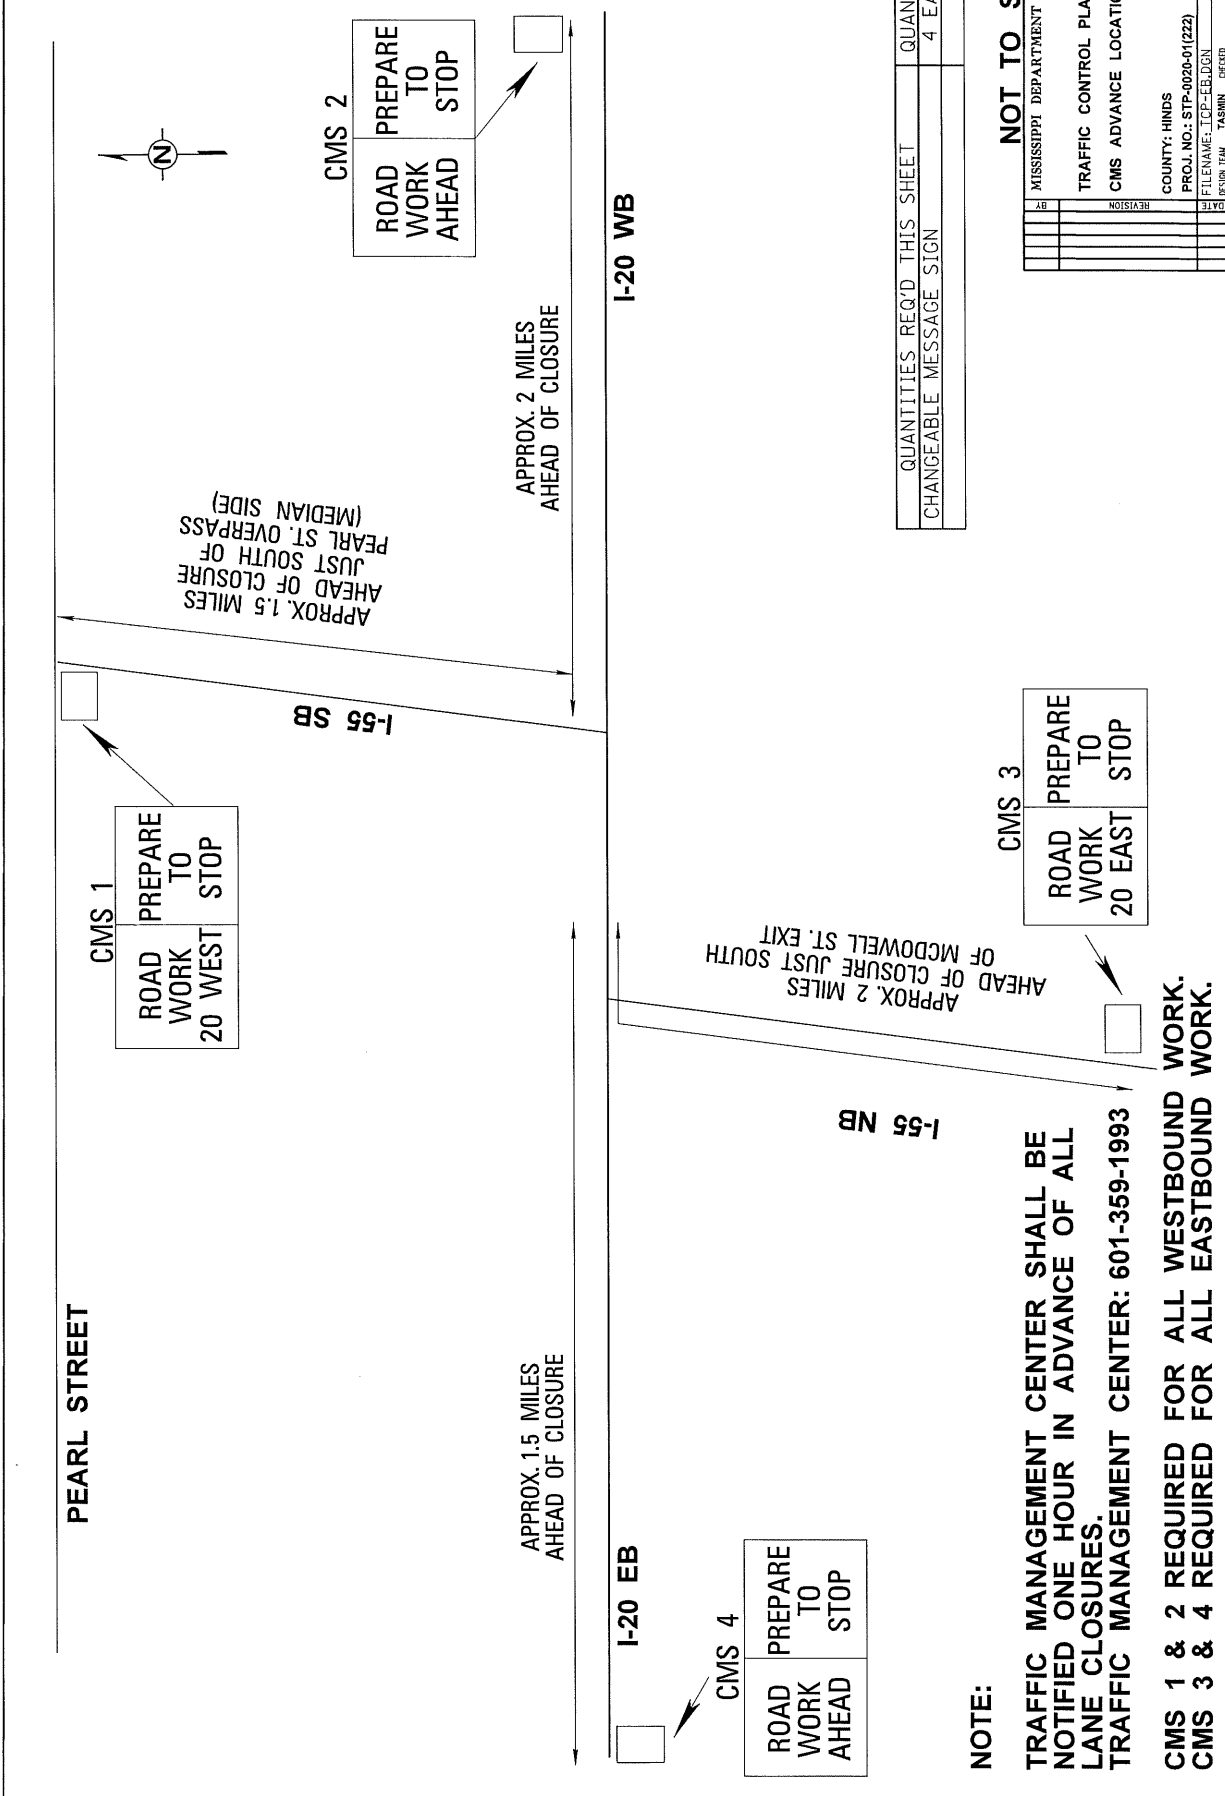 PEARL STREET
N
CMS 1
ROAD
WORK
20 WEST
PREPARE
TO
STOP
I-55 SB
APPROX. 1.5 MILES
AHEAD OF CLOSURE
JUST SOUTH OF
PEARL ST. OVERPASS
(MEDIAN SIDE)
CMS 2
ROAD
WORK
AHEAD
PREPARE
TO
STOP
APPROX. 1.5 MILES
AHEAD OF CLOSURE
APPROX. 2 MILES
AHEAD OF CLOSURE
I-20 EB
I-20 WB
CMS 4
ROAD
WORK
AHEAD
PREPARE
TO
STOP
I-55 NB
APPROX. 2 MILES
AHEAD OF CLOSURE JUST SOUTH
OF MCDOWELL ST. EXIT
CMS 3
ROAD
WORK
20 EAST
PREPARE
TO
STOP
QUANTITIES REQ'D THIS SHEET QUAN
CHANGEABLE MESSAGE SIGN 4 EA
NOTE:
TRAFFIC MANAGEMENT CENTER SHALL BE
NOTIFIED ONE HOUR IN ADVANCE OF ALL
LANE CLOSURES.
TRAFFIC MANAGEMENT CENTER: 601-359-1993
CMS 1 & 2 REQUIRED FOR ALL WESTBOUND WORK.
CMS 3 & 4 REQUIRED FOR ALL EASTBOUND WORK.
NOT TO S
BY
REVISION
DATE
MISSISSIPPI DEPARTMENT
TRAFFIC CONTROL PLA
CMS ADVANCE LOCATIO
COUNTY: HINDS
PROJ. NO.: STP-0020-01(222)
FILENAME: TCP-EB.DGN
DESIGN TEAM TASMIN CHECKED